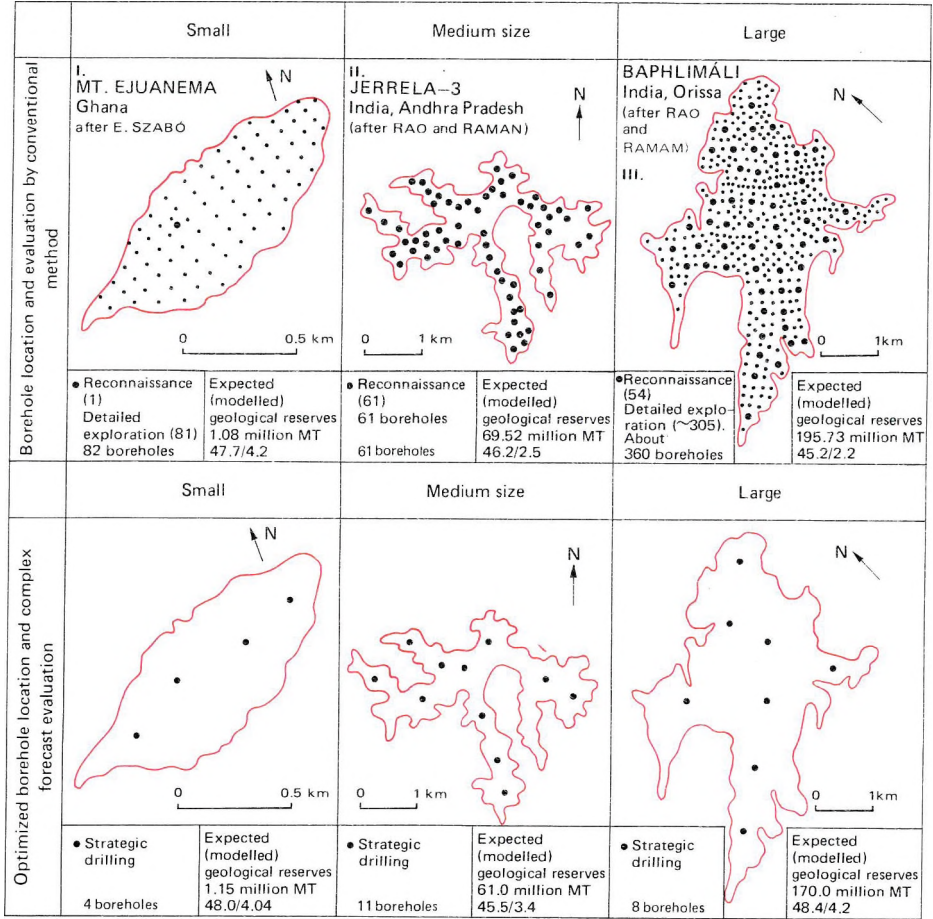 Small
Medium size
Large
Borehole location and evaluation by conventional
method
I.
MT. EJUANEMA
Ghana
after E. SZABÓ
N
0 0.5 km
II.
JERRELA–3
India, Andhra Pradesh
(after RAO and RAMAN)
N
0 1 km
BAPHLIMÁLI
India, Orissa
(after RAO
and
RAMAM)
III.
N
0 1km
Reconnaissance
(1)
Detailed
exploration (81)
82 boreholes
Expected
(modelled)
geological reserves
1.08 million MT
47.7/4.2
Reconnaissance
(61)
61 boreholes
61 boreholes
Expected
(modelled)
geological reserves
69.52 million MT
46.2/2.5
Reconnaissance
(54)
Detailed explo-
ration (~305).
About
360 boreholes
Expected
(modelled)
geological reserves
195.73 million MT
45.2/2.2
Small
Medium size
Large
Optimized borehole location and complex
forecast evaluation
N
0 0.5 km
N
0 1 km
N
0 1km
Strategic
drilling
4 boreholes
Expected
(modelled)
geological reserves
1.15 million MT
48.0/4.04
Strategic
drilling
11 boreholes
Expected
(modelled)
geological reserves
61.0 million MT
45.5/3.4
Strategic
drilling
8 boreholes
Expected
(modelled)
geological reserves
170.0 million MT
48.4/4.2